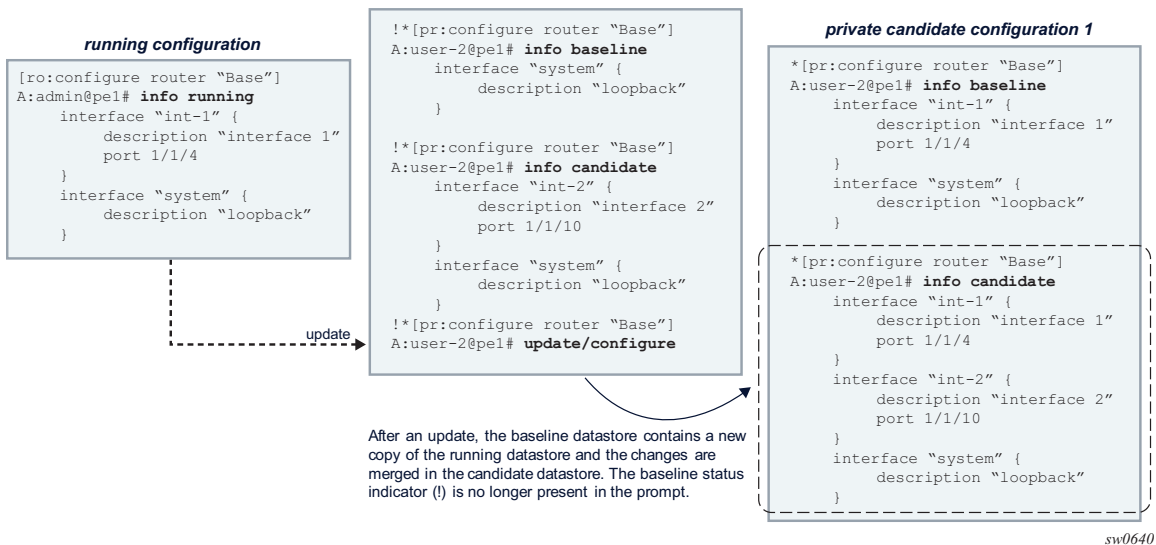 running configuration
[ro:configure router “Base”]
A:admin@pe1# info running
interface “int-1” {
description “interface 1”
port 1/1/4
}
interface “system” {
description “loopback”
}
update
!*[pr:configure router “Base”]
A:user-2@pe1# info baseline
interface “system” {
description “loopback”
}
!*[pr:configure router “Base”]
A:user-2@pe1# info candidate
interface “int-2” {
description “interface 2”
port 1/1/10
}
interface “system” {
description “loopback”
}
!*[pr:configure router “Base”]
A:user-2@pe1# update/configure
After an update, the baseline datastore contains a new
copy of the running datastore and the changes are
merged in the candidate datastore. The baseline status
indicator (!) is no longer present in the prompt.
private candidate configuration 1
*[pr:configure router “Base”]
A:user-2@pe1# info baseline
interface “int-1” {
description “interface 1”
port 1/1/4
}
interface “system” {
description “loopback”
}
*[pr:configure router “Base”]
A:user-2@pe1# info candidate
interface “int-1” {
description “interface 1”
port 1/1/4
}
interface “int-2” {
description “interface 2”
port 1/1/10
}
interface “system” {
description “loopback”
}
sw0640